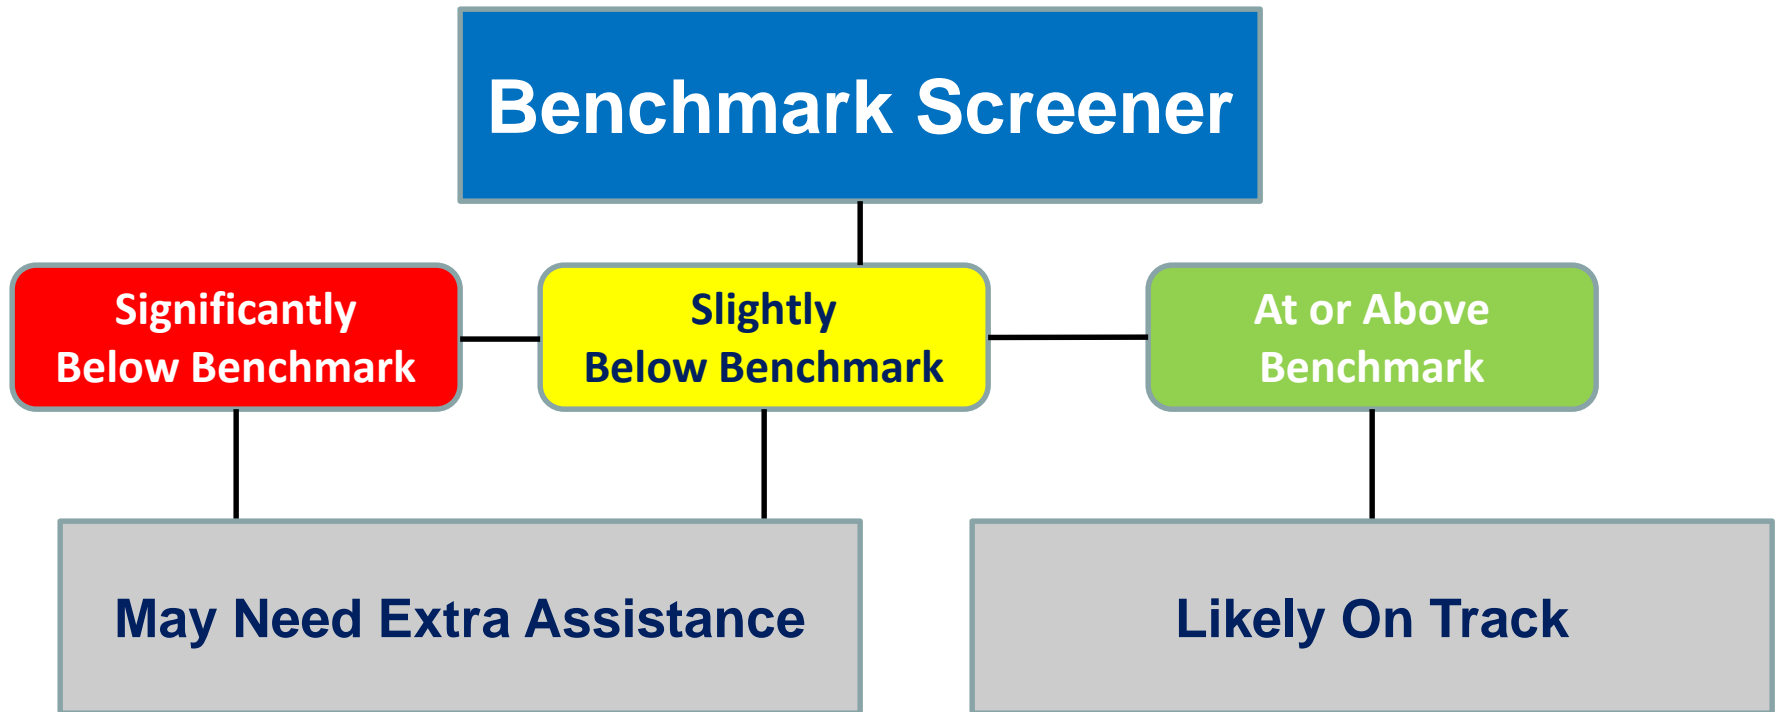 Benchmark Screener
Significantly
Below Benchmark
Slightly
Below Benchmark
At or Above
Benchmark
May Need Extra Assistance
Likely On Track